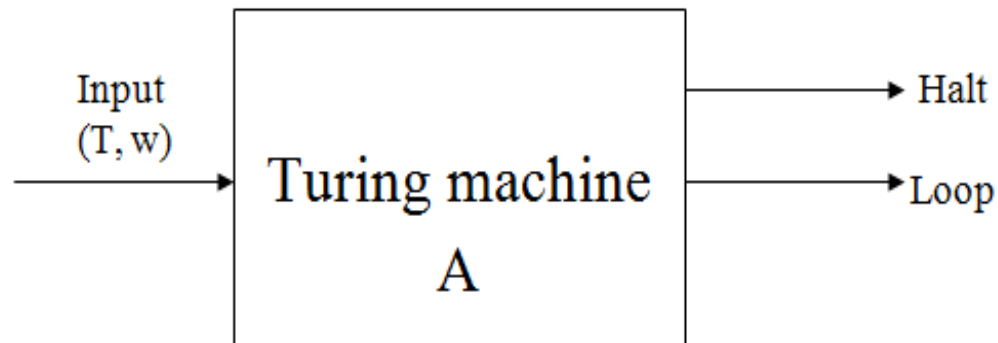 Input
(T, w)
Turing machine
A
Halt
Loop